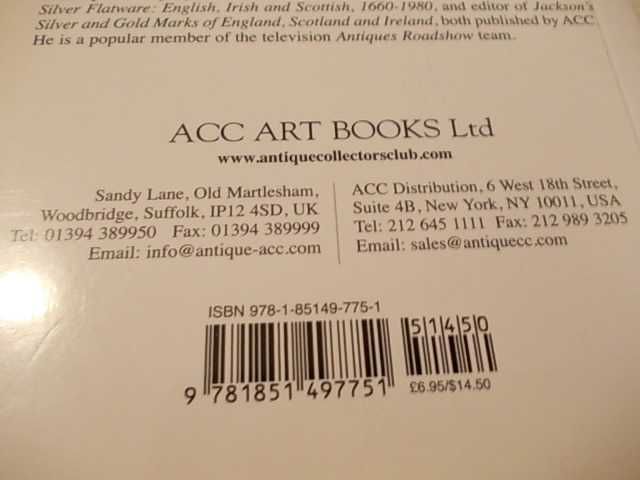 Silver Flatware: English, Irish and Scottish, 1660-1980, and editor of Jackson's
Silver and Gold Marks of England, Scotland and Ireland, both published by ACC.
He is a popular member of the television Antiques Roadshow team.
ACC ART BOOKS Ltd
www.antiquecollectorsclub.com
Sandy Lane, Old Martlesham,
Woodbridge, Suffolk, IP12 4SD, UK
Tel: 01394 389950 Fax: 01394 389999
Email: info@antique-acc.com
ACC Distribution, 6 West 18th Street,
Suite 4B, New York, NY 10011, USA
Tel: 212 645 1111 Fax: 212 989 3205
Email: sales@antiquecc.com
ISBN 978-1-85149-775-1
51450
9 781851 497751
£6.95/$14.50